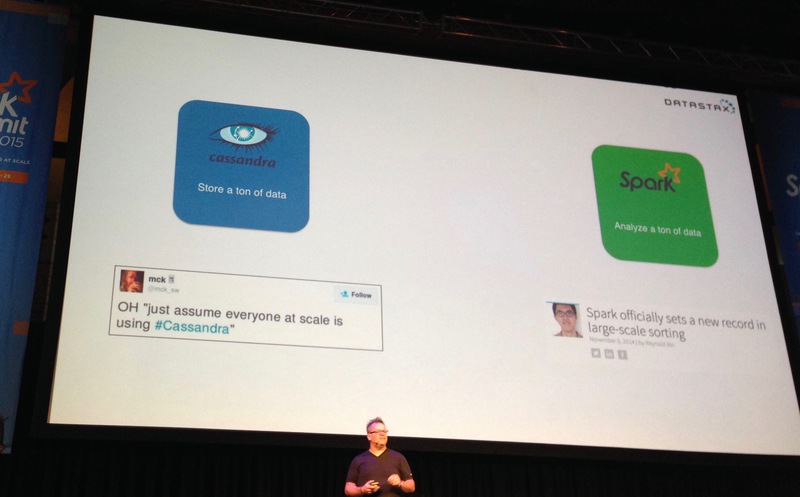 k
mit
2015
AT SCALE
DATASTAX
cassandra
Store a ton of data
Spark
Analyze a ton of data
mck
@mck_sw
Follow
OH "just assume everyone at scale is
using #Cassandra"
Spark officially sets a new record in
large-scale sorting
November 5, 2014 | by Reynold Xin
S